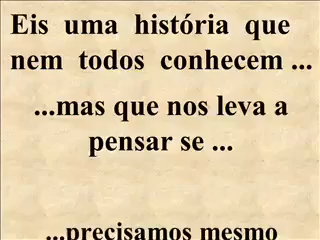 Eis uma história que
nem todos conhecem ...
...mas que nos leva a
pensar se ...
...precisamos mesmo